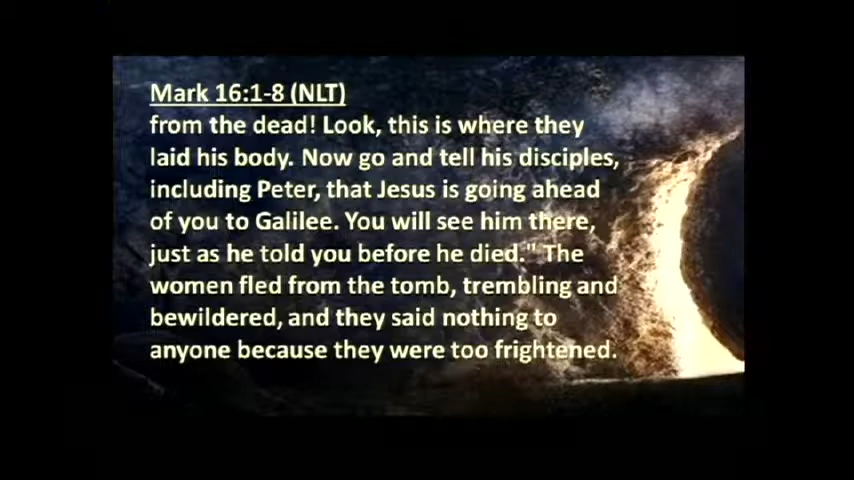 Mark 16:1-8 (NLT)
from the dead! Look, this is where they
laid his body. Now go and tell his disciples,
including Peter, that Jesus is going ahead
of you to Galilee. You will see him there,
just as he told you before he died." The
women fled from the tomb, trembling and
bewildered, and they said nothing to
anyone because they were too frightened.